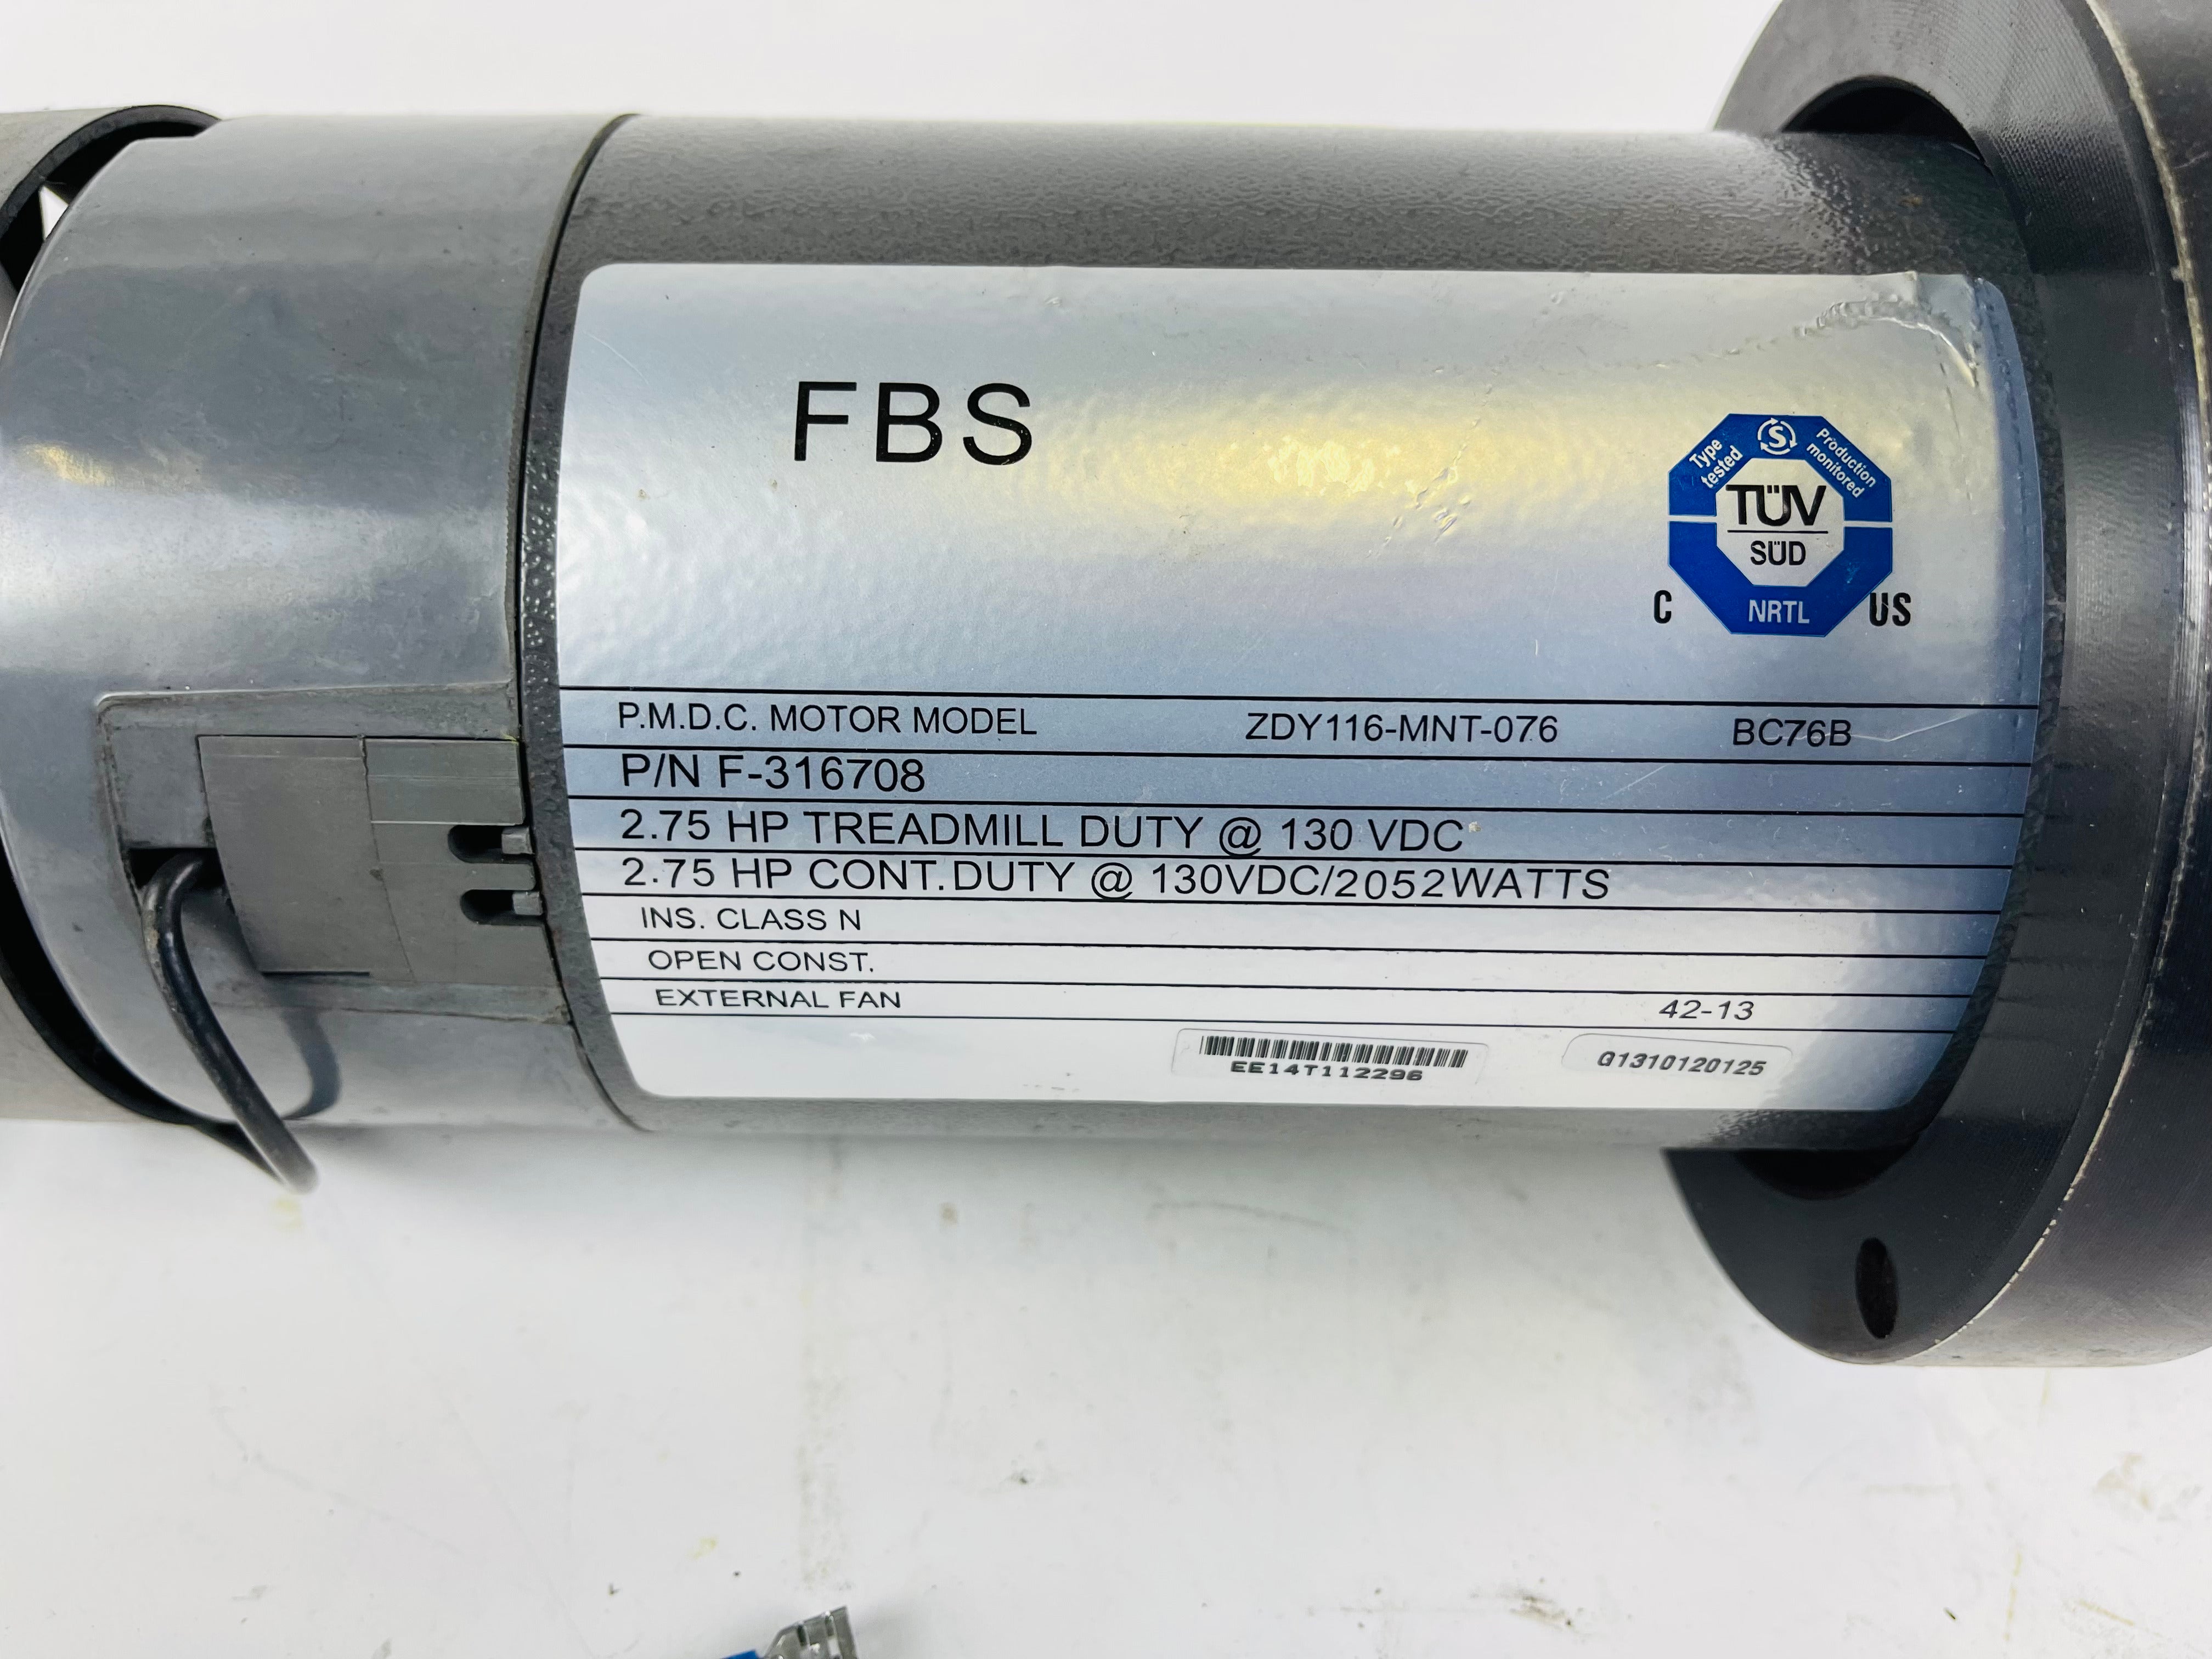 FBS
Type tested
S
Production monitored
TÜV
SÜD
C NRTL US
P.M.D.C. MOTOR MODEL ZDY116-MNT-076 BC76B
P/N F-316708
2.75 HP TREADMILL DUTY @ 130 VDC
2.75 HP CONT.DUTY @ 130VDC/2052WATTS
INS. CLASS N
OPEN CONST.
EXTERNAL FAN 42-13
EE14T112296 G1310120125